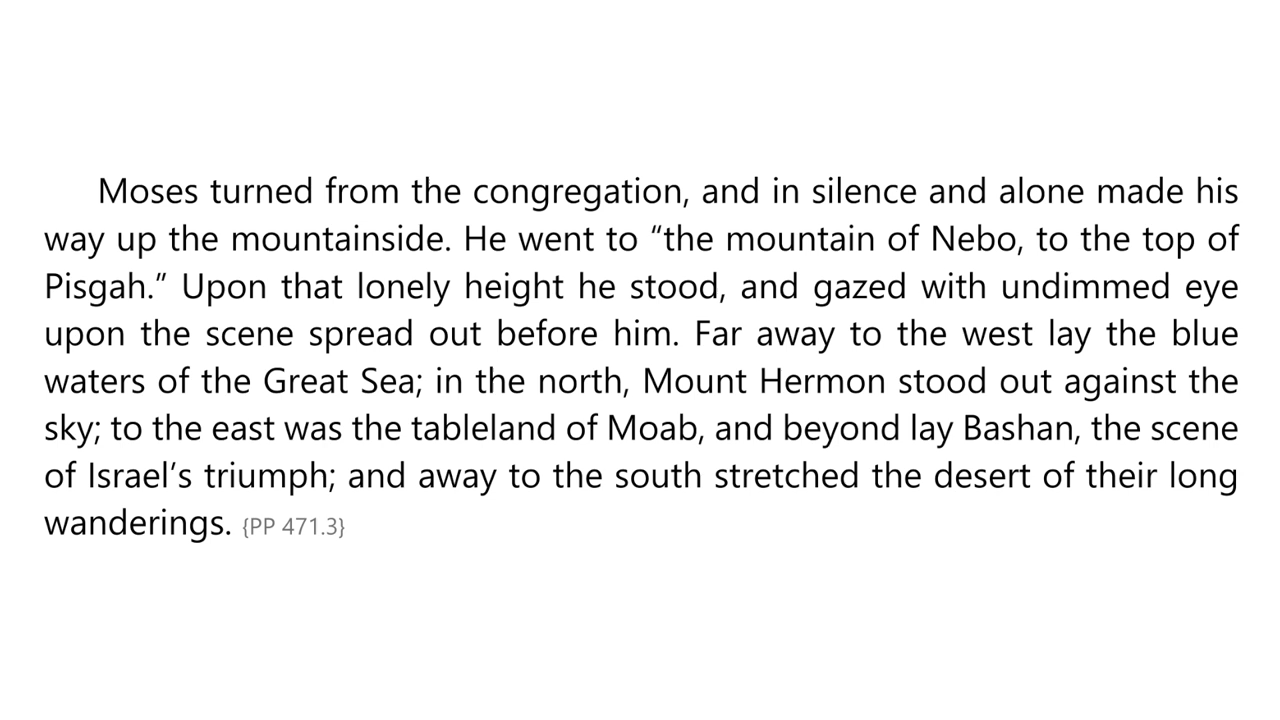 Moses turned from the congregation, and in silence and alone made his
way up the mountainside. He went to “the mountain of Nebo, to the top of
Pisgah.” Upon that lonely height he stood, and gazed with undimmed eye
upon the scene spread out before him. Far away to the west lay the blue
waters of the Great Sea; in the north, Mount Hermon stood out against the
sky; to the east was the tableland of Moab, and beyond lay Bashan, the scene
of Israel’s triumph; and away to the south stretched the desert of their long
wanderings. {PP 471.3}